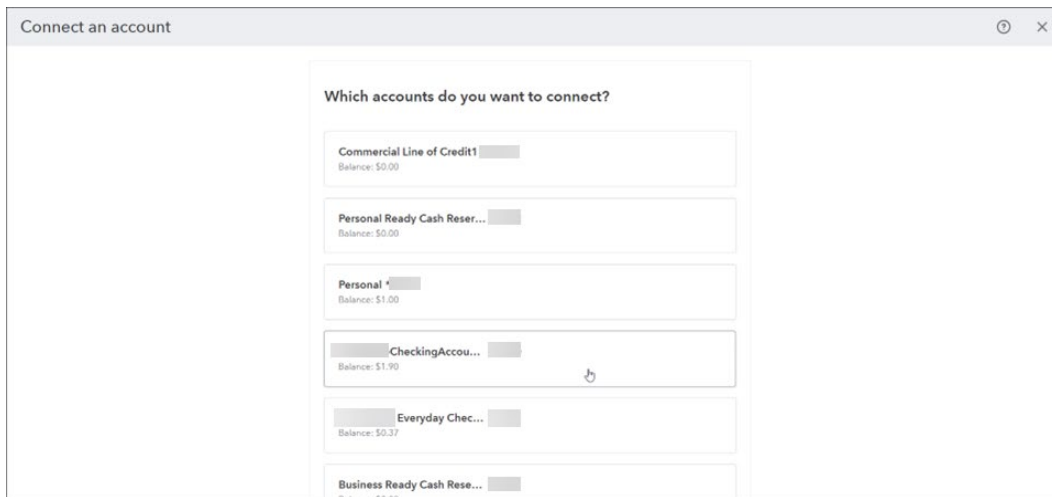 Connect an account
Which accounts do you want to connect?
Commercial Line of Credit1
Balance: $0.00
Personal Ready Cash Reser...
Balance: $0.00
Personal *
Balance: $1.00
CheckingAccou...
Balance: $1.90
Everyday Chec...
Balance: $0.37
Business Ready Cash Rese...